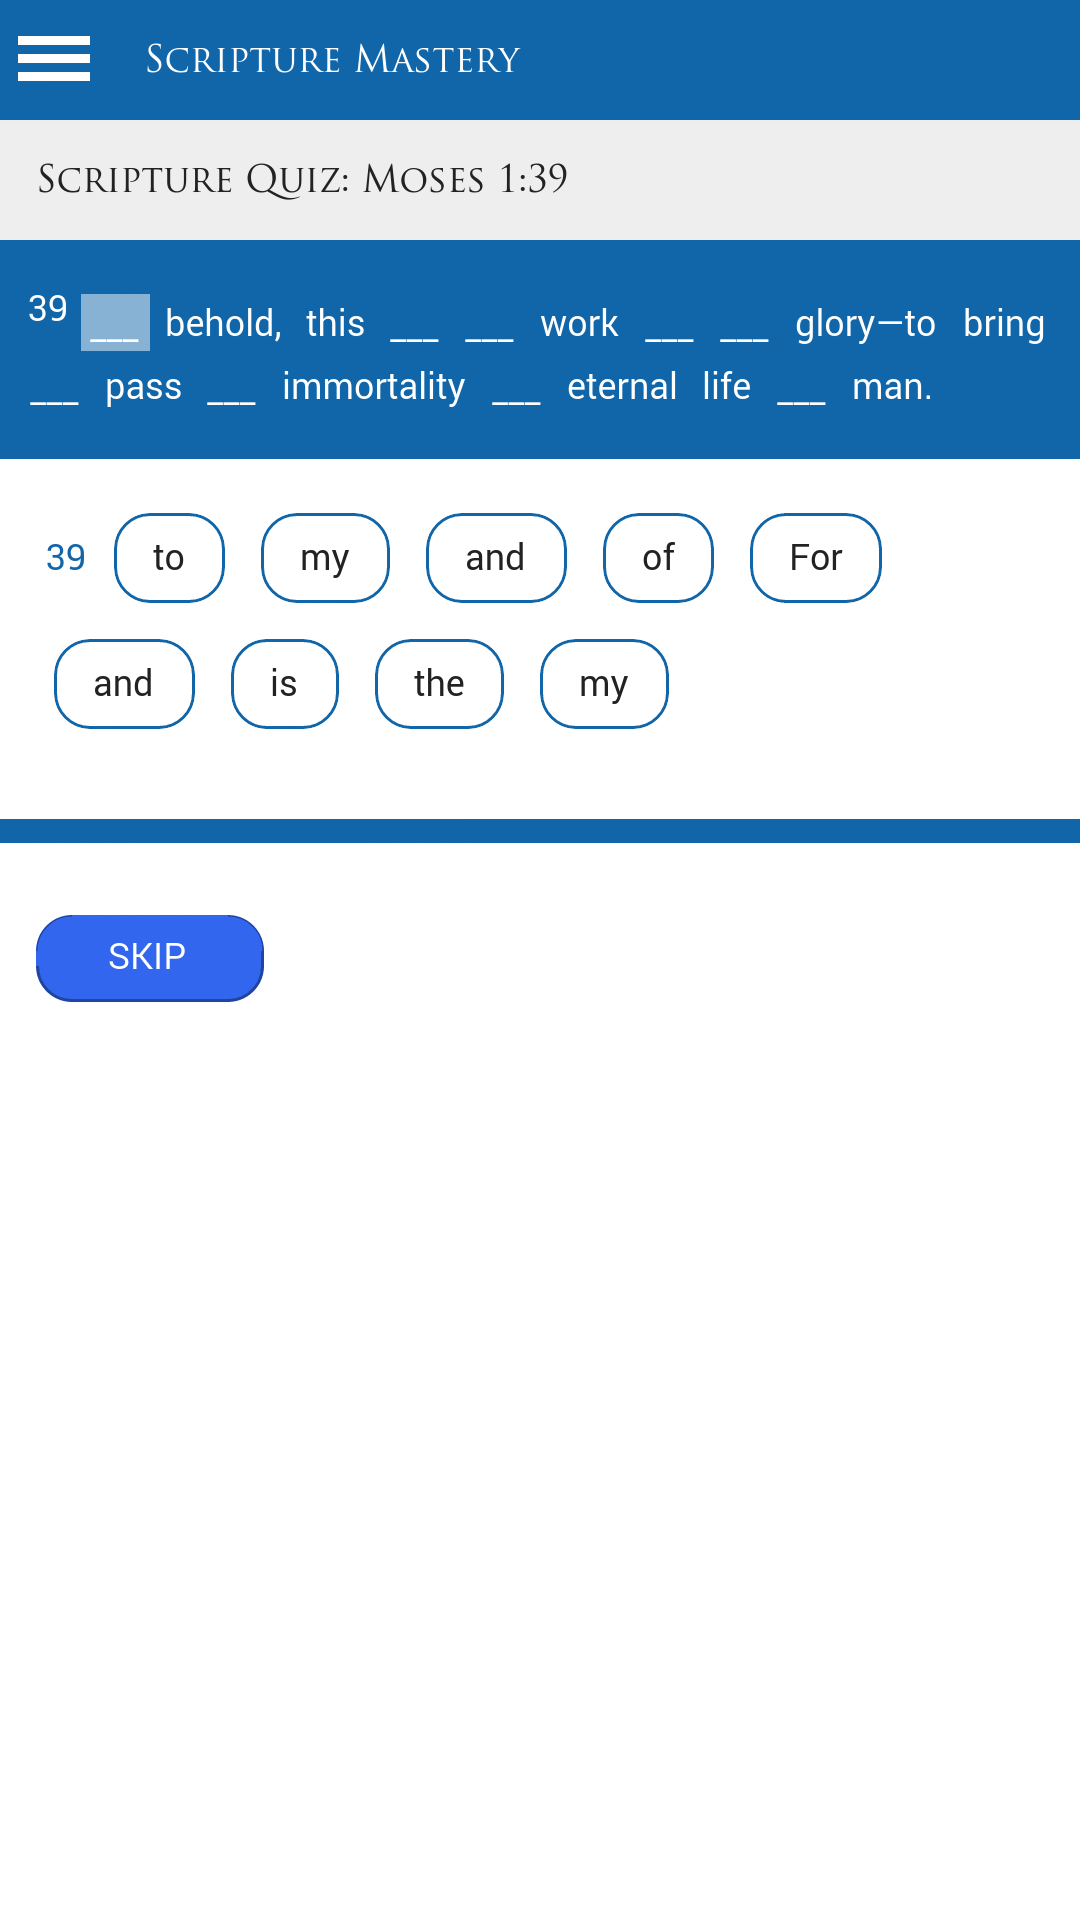 Scripture Mastery
Scripture Quiz: Moses 1:39
39 ___ behold, this ___ ___ work ___ ___ glory—to bring
___ pass ___ immortality ___ eternal life ___ man.
39 to my and of For
and is the my
SKIP